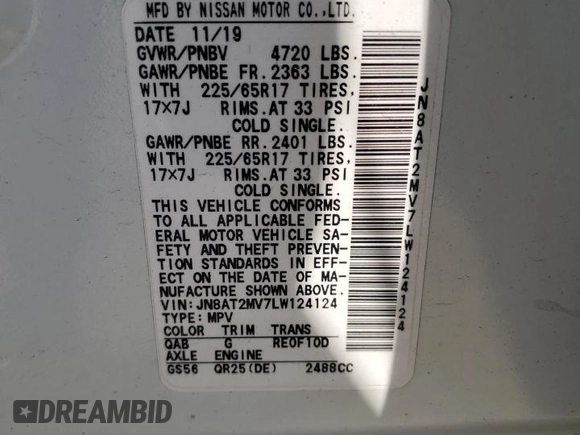 MFD BY NISSAN MOTOR CO.,LTD.
DATE 11/19
GVWR/PNBV 4720 LBS.
GAWR/PNBE FR. 2363 LBS.
WITH 225/65R17 TIRES,
17×7J RIMS.AT 33 PSI
COLD SINGLE.
GAWR/PNBE RR. 2401 LBS.
WITH 225/65R17 TIRES,
17×7J RIMS.AT 33 PSI
COLD SINGLE.
THIS VEHICLE CONFORMS
TO ALL APPLICABLE FED-
ERAL MOTOR VEHICLE SA-
FETY AND THEFT PREVEN-
TION STANDARDS IN EFF-
ECT ON THE DATE OF MA-
NUFACTURE SHOWN ABOVE.
VIN:JN8AT2MV7LW124124
TYPE: MPV
COLOR TRIM TRANS
QAB G RE0F10D
AXLE ENGINE
GS56 QR25(DE) 2488CC
JN8AT2MV7LW124124
DREAMBID